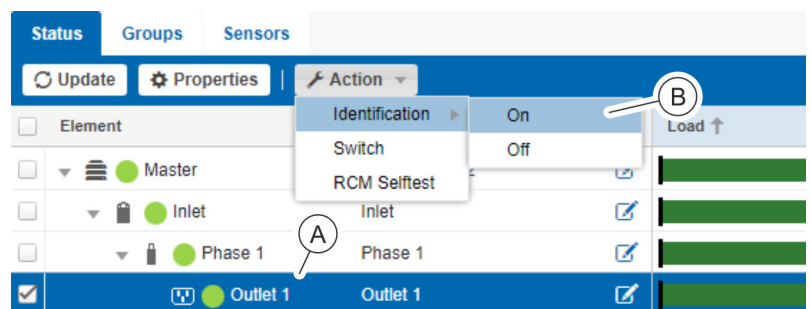 Status Groups Sensors
Update Properties | Action
Identification On B
Element Load ↑
Switch Off
Master
RCM Selftest
Inlet Inlet
A
Phase 1 Phase 1
Outlet 1 Outlet 1